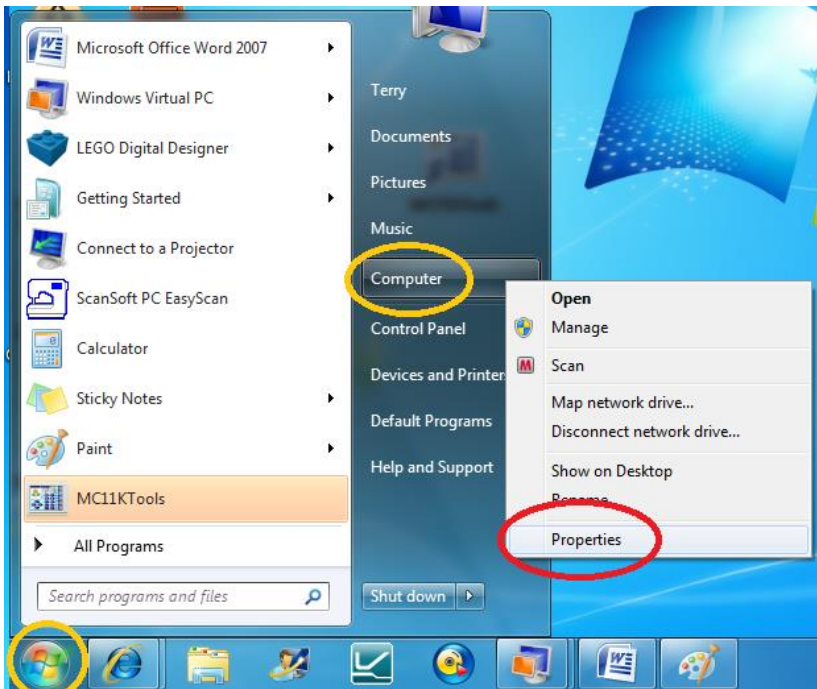 Microsoft Office Word 2007
Windows Virtual PC
LEGO Digital Designer
Getting Started
Connect to a Projector
ScanSoft PC EasyScan
Calculator
Sticky Notes
Paint
MC11KTools
All Programs
Search programs and files
Terry
Documents
Pictures
Music
Computer
Control Panel
Devices and Printer
Default Programs
Help and Support
Shut down
Open
Manage
Scan
Map network drive...
Disconnect network drive...
Show on Desktop
Rename
Properties